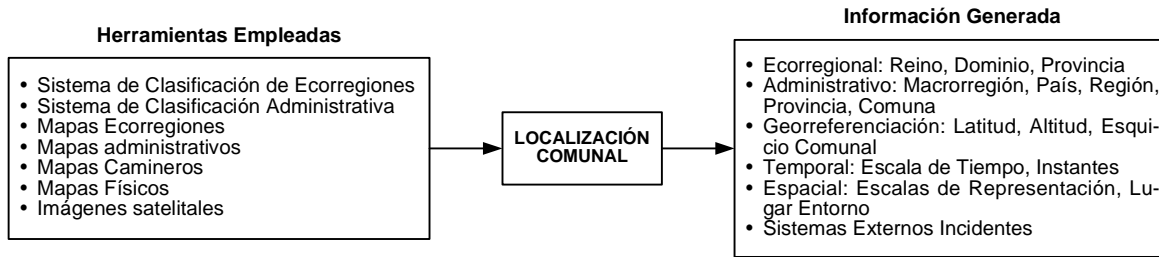 Herramientas Empleadas
• Sistema de Clasificación de Ecorregiones
• Sistema de Clasificación Administrativa
• Mapas Ecorregiones
• Mapas administrativos
• Mapas Camineros
• Mapas Físicos
• Imágenes satelitales
LOCALIZACIÓN
COMUNAL
Información Generada
• Ecorregional: Reino, Dominio, Provincia
• Administrativo: Macrorregión, País, Región,
Provincia, Comuna
• Georreferenciación: Latitud, Altitud, Esqui-
cio Comunal
• Temporal: Escala de Tiempo, Instantes
• Espacial: Escalas de Representación, Lu-
gar Entorno
• Sistemas Externos Incidentes